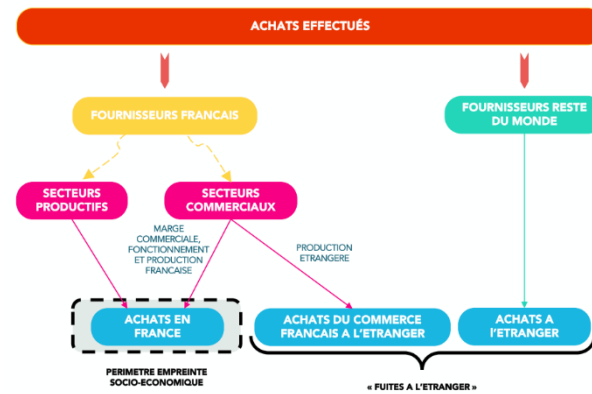 ACHATS EFFECTUÉS
FOURNISSEURS FRANCAIS
FOURNISSEURS RESTE
DU MONDE
SECTEURS
PRODUCTIFS
SECTEURS
COMMERCIAUX
MARGE
COMMERCIALE,
FONCTIONNEMENT
ET PRODUCTION
FRANCAISE
PRODUCTION
ETRANGERE
ACHATS EN
FRANCE
ACHATS DU COMMERCE
FRANCAIS A L'ETRANGER
ACHATS A
l'ETRANGER
PERIMETRE EMPREINTE
SOCIO-ECONOMIQUE
« FUITES A L'ETRANGER »